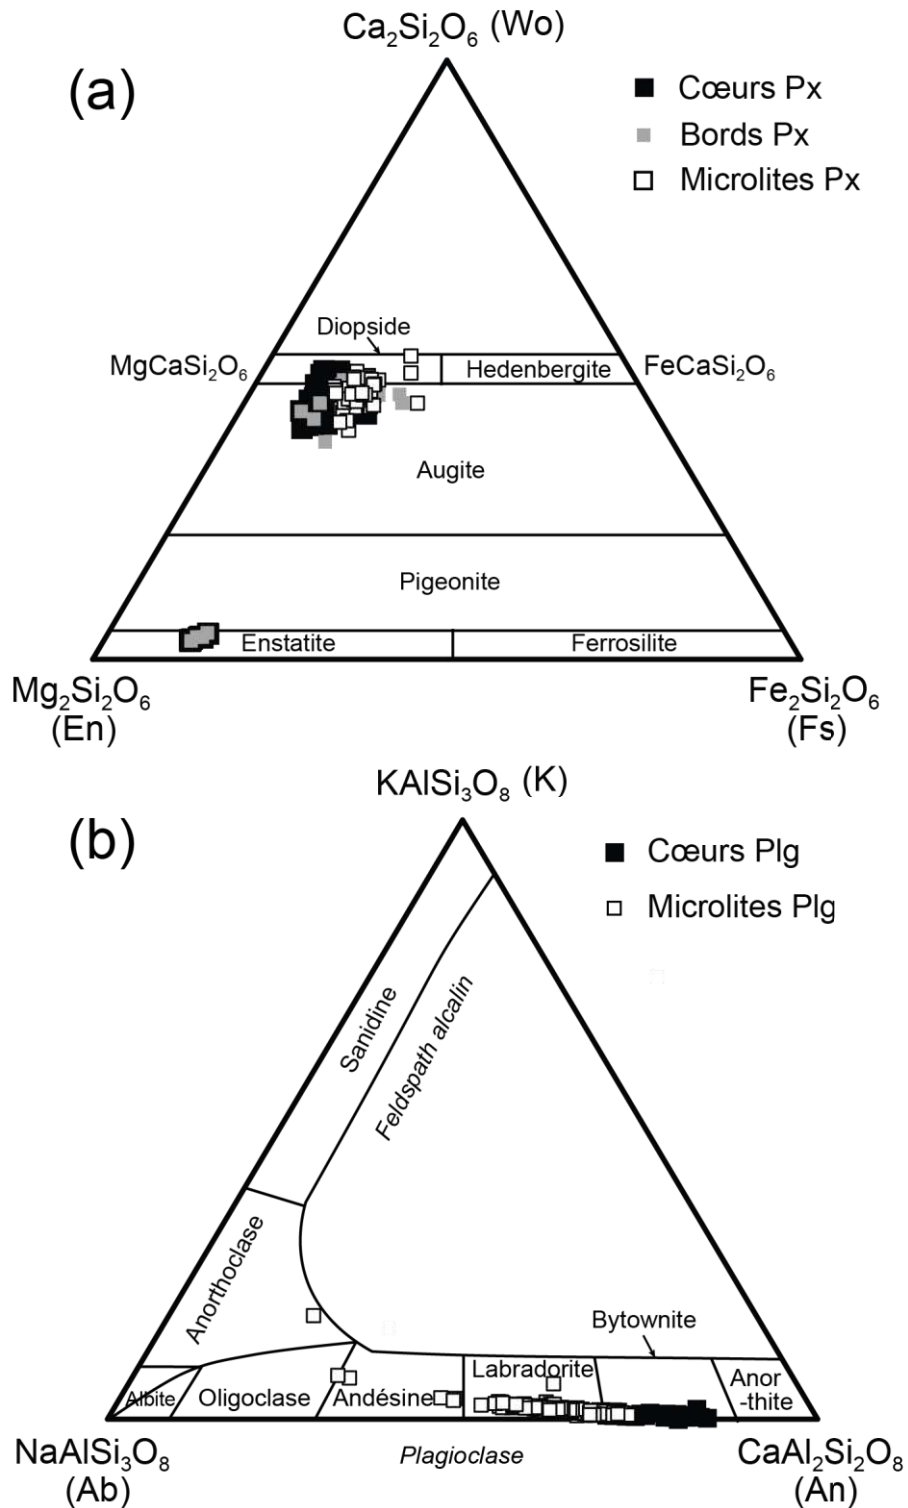 Ca₂Si₂O₆ (Wo)
(a)
Cœurs Px
Bords Px
Microlites Px
Diopside
MgCaSi₂O₆
Hedenbergite
FeCaSi₂O₆
Augite
Pigeonite
Enstatite
Ferrosilite
Mg₂Si₂O₆
(En)
Fe₂Si₂O₆
(Fs)
KAlSi₃O₈ (K)
(b)
Cœurs Plg
Microlites Plg
Sanidine
Feldspath alcalin
Anorthoclase
Bytownite
Labradorite
Albite
Oligoclase
Andésine
Anor
-thite
NaAlSi₃O₈
(Ab)
Plagioclase
CaAl₂Si₂O₈
(An)